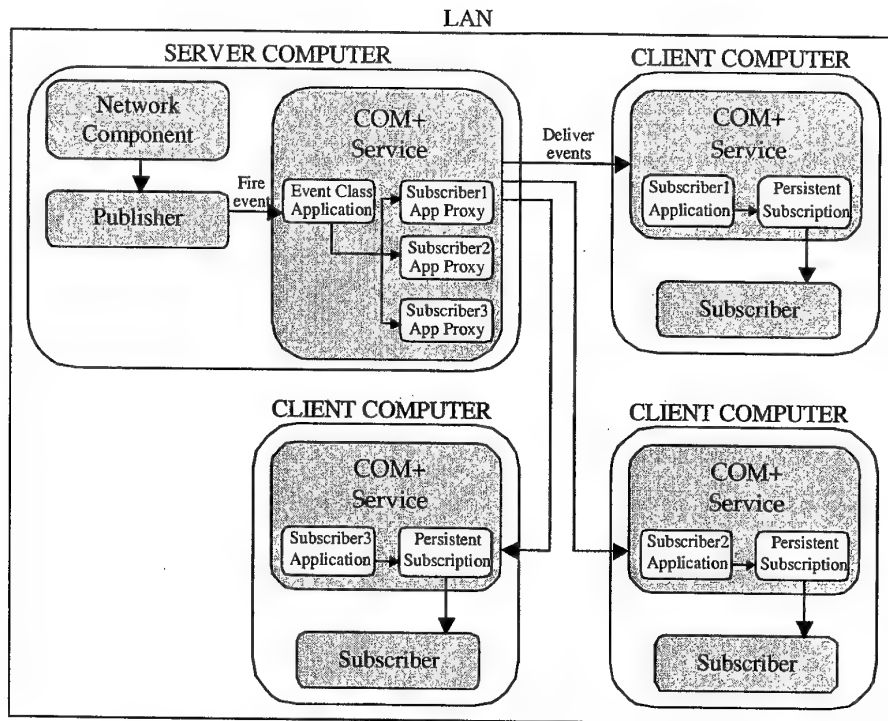 LAN
SERVER COMPUTER
Network
Component
Publisher
Fire
event
COM+
Service
Event Class
Application
Subscriber1
App Proxy
Subscriber2
App Proxy
Subscriber3
App Proxy
Deliver
events
CLIENT COMPUTER
COM+
Service
Subscriber1
Application
Persistent
Subscription
Subscriber
CLIENT COMPUTER
COM+
Service
Subscriber3
Application
Persistent
Subscription
Subscriber
CLIENT COMPUTER
COM+
Service
Subscriber2
Application
Persistent
Subscription
Subscriber